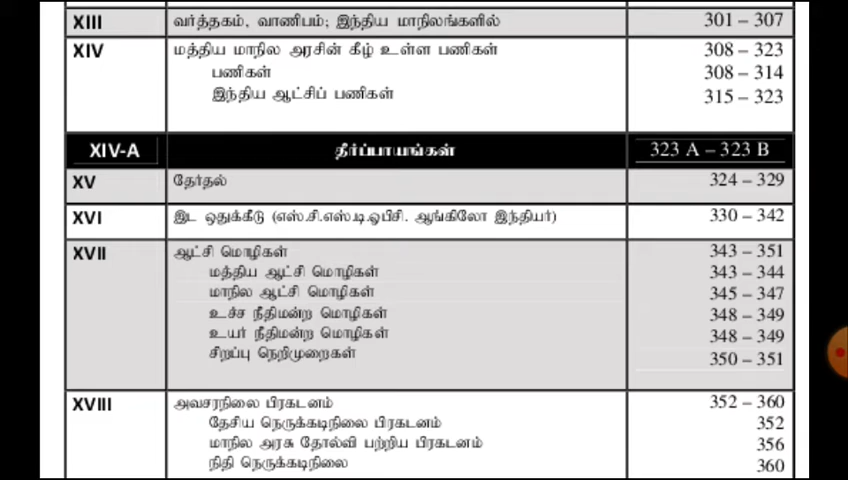 XIII வர்த்தகம், வாணிபம்; இந்திய மாநிலங்களில் 301 – 307
XIV மத்திய மாநில அரசின் கீழ் உள்ள பணிகள் 308 – 323
பணிகள் 308 – 314
இந்திய ஆட்சிப் பணிகள் 315 – 323
XIV-A தீர்ப்பாயங்கள் 323 A – 323 B
XV தேர்தல் 324 – 329
XVI இட ஒதுக்கீடு (எஸ்.சி.எஸ்.டி.ஓபிசி. ஆங்கிலோ இந்தியர்) 330 – 342
XVII ஆட்சி மொழிகள் 343 – 351
மத்திய ஆட்சி மொழிகள் 343 – 344
மாநில ஆட்சி மொழிகள் 345 – 347
உச்ச நீதிமன்ற மொழிகள் 348 – 349
உயர் நீதிமன்ற மொழிகள் 348 – 349
சிறப்பு நெறிமுறைகள் 350 – 351
XVIII அவசரநிலை பிரகடனம் 352 – 360
தேசிய நெருக்கடிநிலை பிரகடனம் 352
மாநில அரசு தோல்வி பற்றிய பிரகடனம் 356
நிதி நெருக்கடிநிலை 360